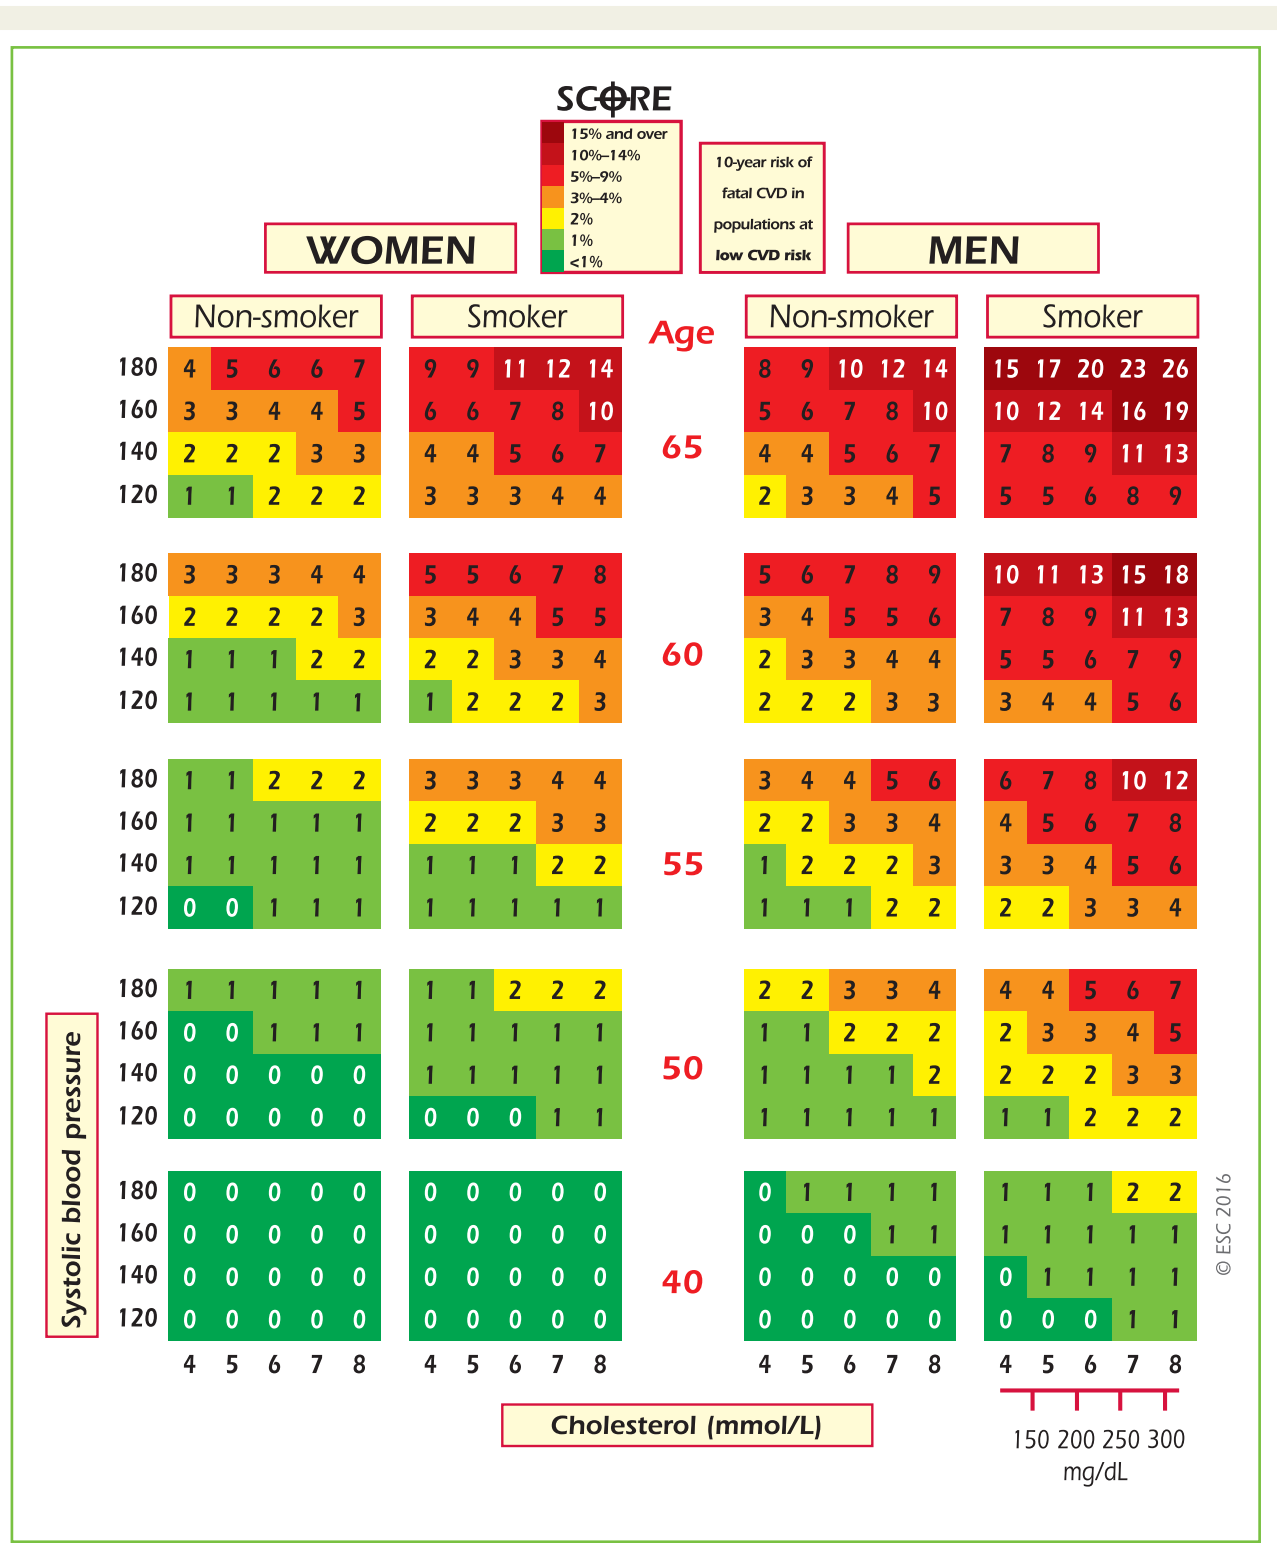 SCORE
15% and over
10%–14%
5%–9%
3%–4%
2%
1%
<1%
10-year risk of
fatal CVD in
populations at
low CVD risk
WOMEN
MEN
Non-smoker
Smoker
Age
Non-smoker
Smoker
180 4 5 6 6 7 9 9 11 12 14 8 9 10 12 14 15 17 20 23 26
160 3 3 4 4 5 6 6 7 8 10 5 6 7 8 10 10 12 14 16 19
65
140 2 2 2 3 3 4 4 5 6 7 4 4 5 6 7 7 8 9 11 13
120 1 1 2 2 2 3 3 3 4 4 2 3 3 4 5 5 5 6 8 9
180 3 3 3 4 4 5 5 6 7 8 5 6 7 8 9 10 11 13 15 18
160 2 2 2 2 3 3 4 4 5 5 3 4 5 5 6 7 8 9 11 13
60
140 1 1 1 2 2 2 2 3 3 4 2 3 3 4 4 5 5 6 7 9
120 1 1 1 1 1 1 2 2 2 3 2 2 2 3 3 3 4 4 5 6
180 1 1 2 2 2 3 3 3 4 4 3 4 4 5 6 6 7 8 10 12
160 1 1 1 1 1 2 2 2 3 3 2 2 3 3 4 4 5 6 7 8
55
140 1 1 1 1 1 1 1 1 2 2 1 2 2 2 3 3 3 4 5 6
120 0 0 1 1 1 1 1 1 1 1 1 1 1 2 2 2 2 3 3 4
180 1 1 1 1 1 1 1 2 2 2 2 2 3 3 4 4 4 5 6 7
160 0 0 1 1 1 1 1 1 1 1 1 1 2 2 2 2 3 3 4 5
50
140 0 0 0 0 0 1 1 1 1 1 1 1 1 1 2 2 2 2 3 3
120 0 0 0 0 0 0 0 0 1 1 1 1 1 1 1 1 1 2 2 2
180 0 0 0 0 0 0 0 0 0 0 0 1 1 1 1 1 1 1 2 2
160 0 0 0 0 0 0 0 0 0 0 0 0 0 1 1 1 1 1 1 1
40
140 0 0 0 0 0 0 0 0 0 0 0 0 0 0 0 0 1 1 1 1
120 0 0 0 0 0 0 0 0 0 0 0 0 0 0 0 0 0 0 1 1
4 5 6 7 8 4 5 6 7 8 4 5 6 7 8 4 5 6 7 8
Systolic blood pressure
Cholesterol (mmol/L)
150 200 250 300
mg/dL
© ESC 2016